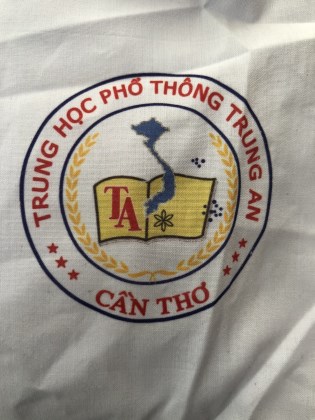 TRUNG HỌC PHỔ THÔNG TRUNG AN
TA
CẦN THƠ